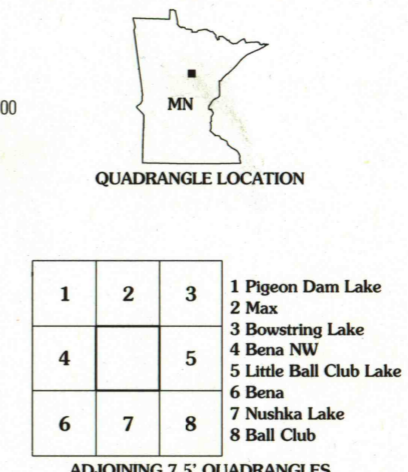 00
MN
QUADRANGLE LOCATION
1 2 3
4 5
6 7 8
1 Pigeon Dam Lake
2 Max
3 Bowstring Lake
4 Bena NW
5 Little Ball Club Lake
6 Bena
7 Nushka Lake
8 Ball Club
ADJOINING 7.5' QUADRANGLES